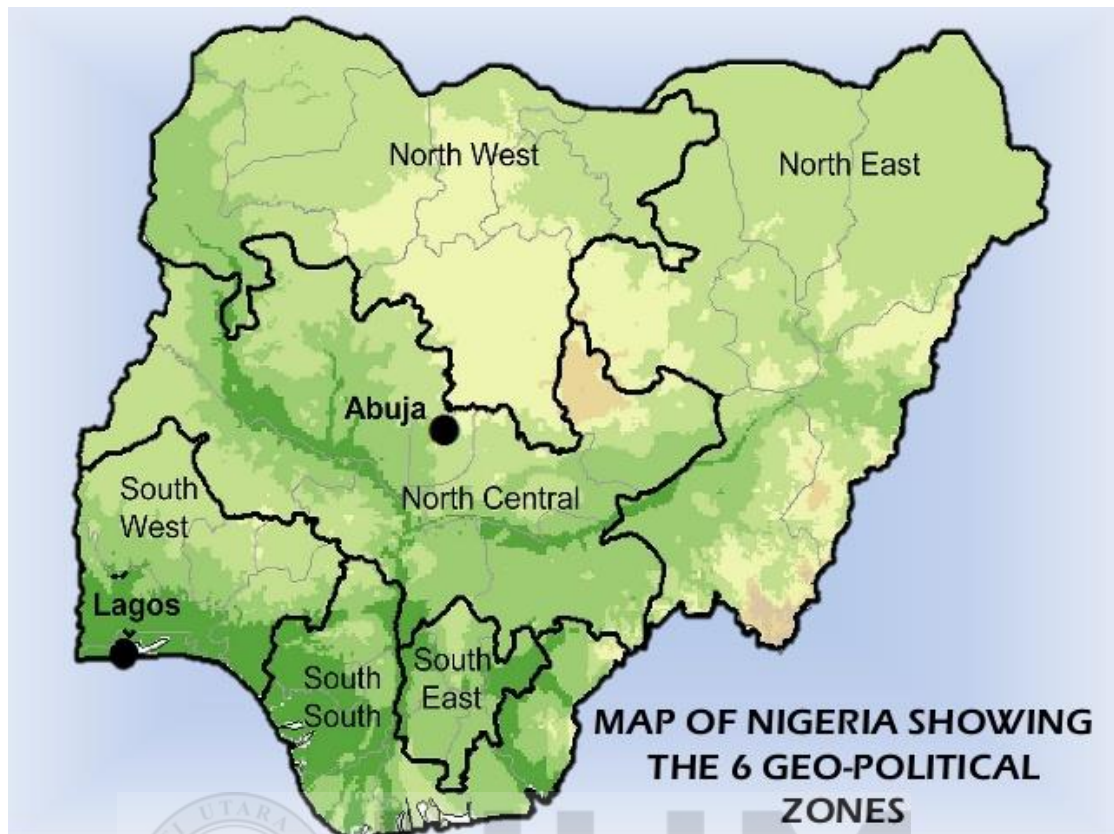 North West
North East
Abuja
North Central
South
West
Lagos
South
South
South
East
MAP OF NIGERIA SHOWING
THE 6 GEO-POLITICAL
ZONES
UTARA